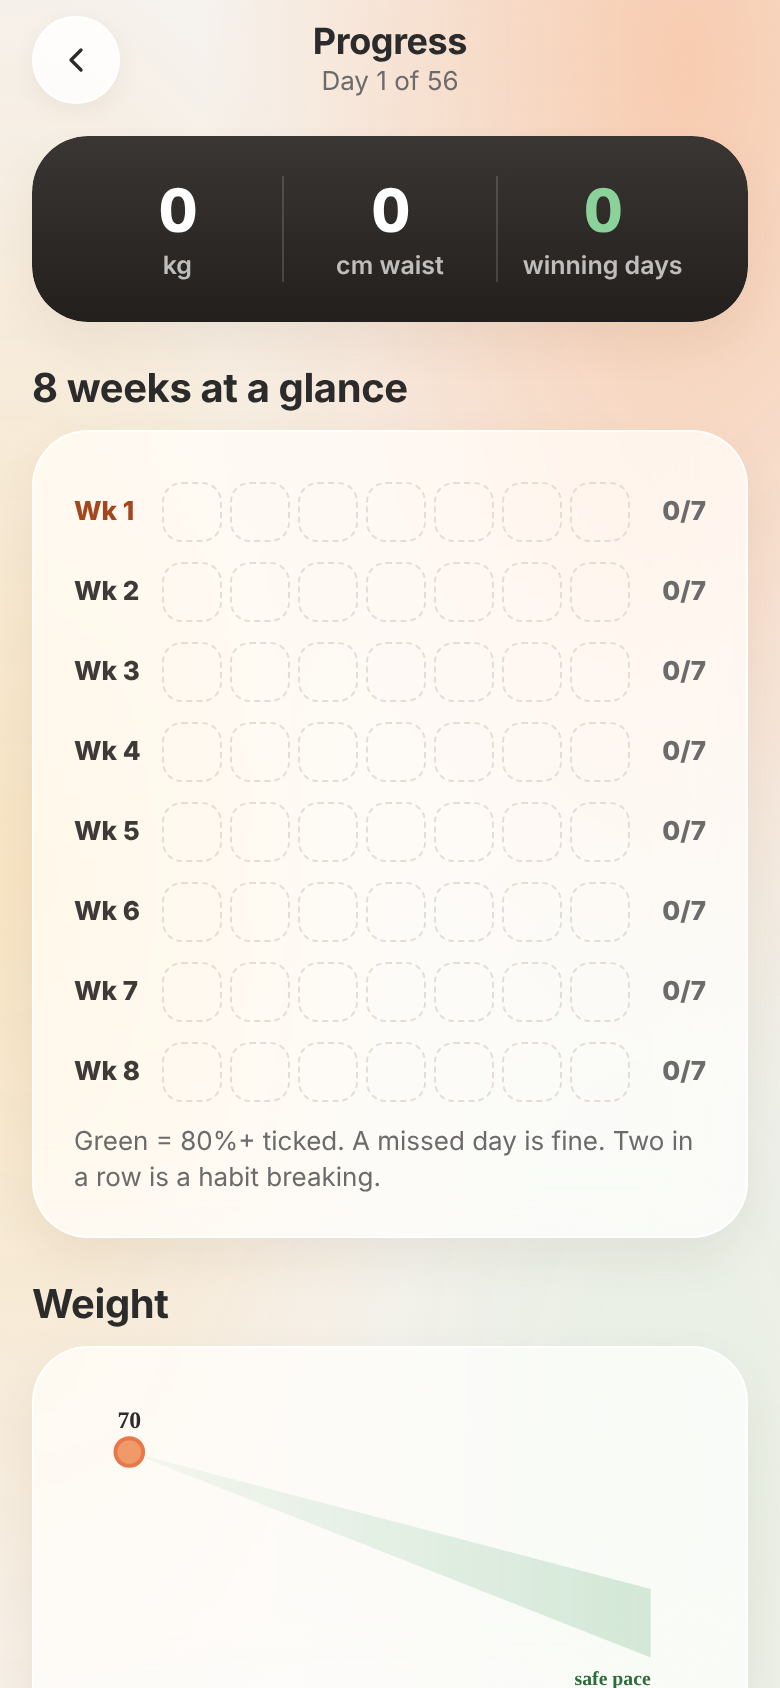 Progress
Day 1 of 56
0 0 0
kg cm waist winning days
8 weeks at a glance
Wk 1 0/7
Wk 2 0/7
Wk 3 0/7
Wk 4 0/7
Wk 5 0/7
Wk 6 0/7
Wk 7 0/7
Wk 8 0/7
Green = 80%+ ticked. A missed day is fine. Two in
a row is a habit breaking.
Weight
70
safe pace